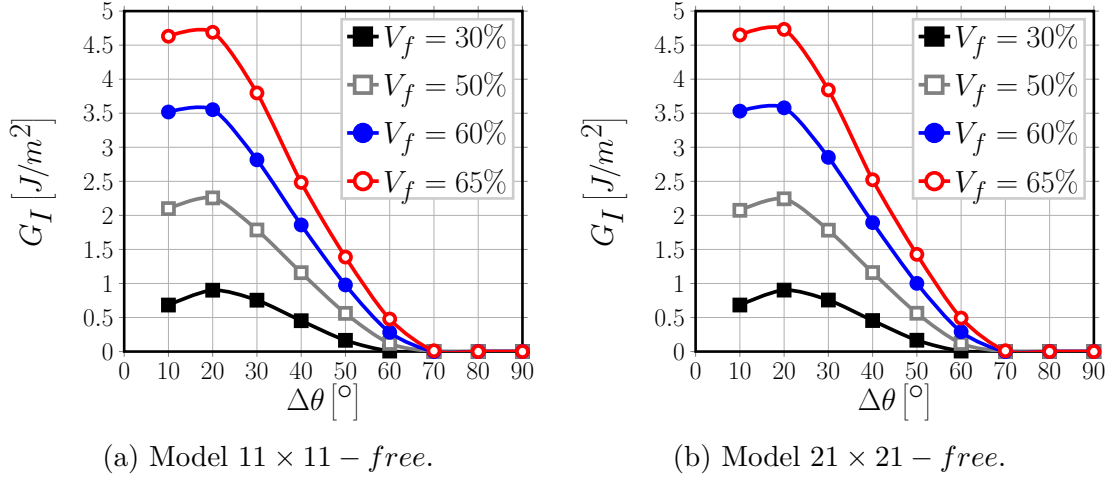 5
4.5
4
3.5
3
2.5
2
1.5
1
0.5
0
G_I [J/m^2]
0 10 20 30 40 50 60 70 80 90
Δθ [°]
V_f = 30%
V_f = 50%
V_f = 60%
V_f = 65%
(a) Model 11 × 11 − free.
5
4.5
4
3.5
3
2.5
2
1.5
1
0.5
0
G_I [J/m^2]
0 10 20 30 40 50 60 70 80 90
Δθ [°]
V_f = 30%
V_f = 50%
V_f = 60%
V_f = 65%
(b) Model 21 × 21 − free.